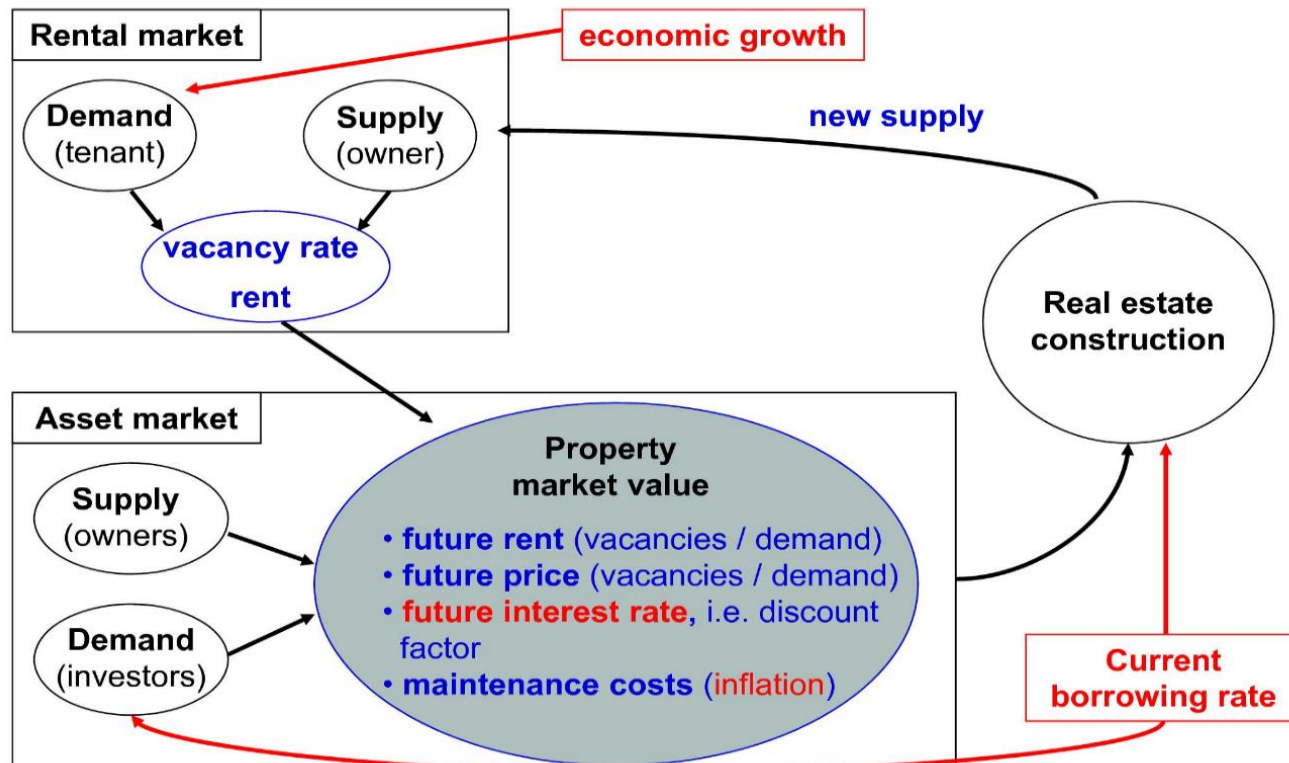 Rental market
economic growth
Demand
(tenant)
Supply
(owner)
new supply
vacancy rate
rent
Real estate
construction
Asset market
Property
market value
Supply
(owners)
• future rent (vacancies / demand)
• future price (vacancies / demand)
• future interest rate, i.e. discount
factor
• maintenance costs (inflation)
Demand
(investors)
Current
borrowing rate